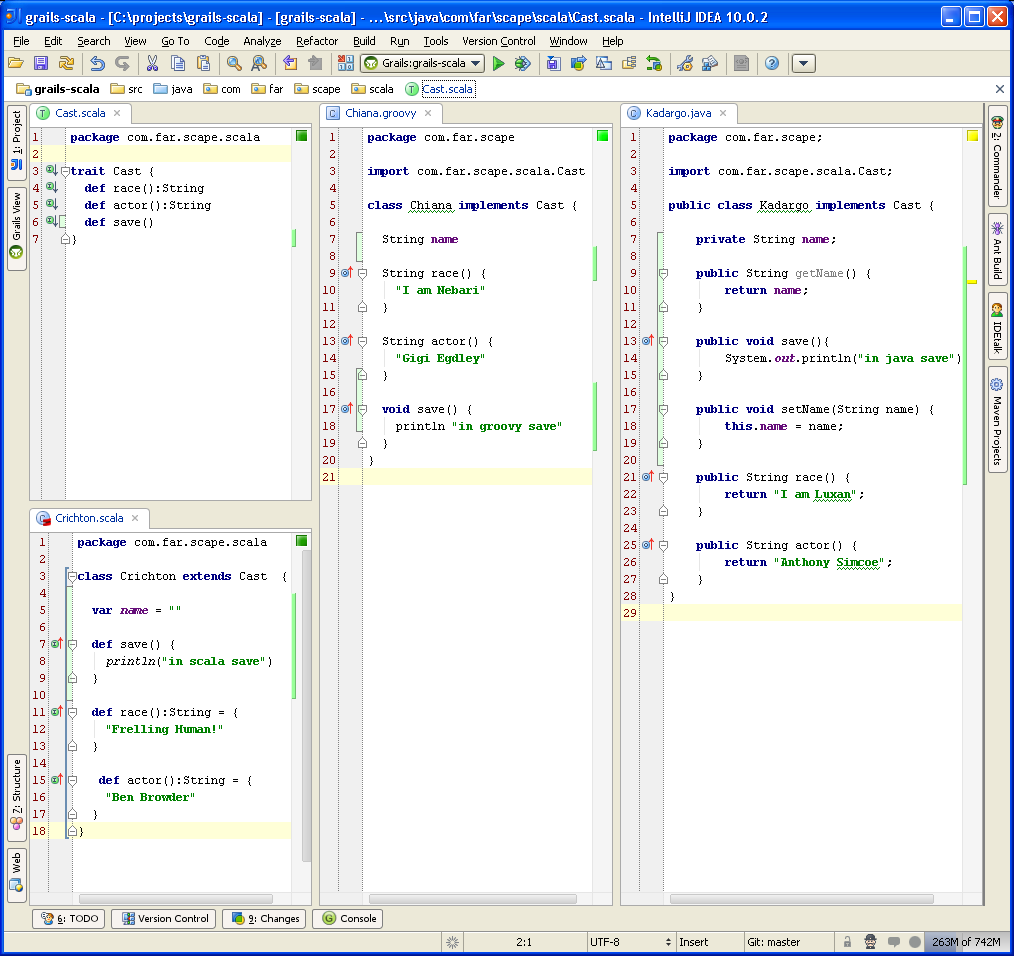 grails-scala - [C:\projects\grails-scala] - [grails-scala] - ...\src\java\com\far\scape\scala\Cast.scala - IntelliJ IDEA 10.0.2
File Edit Search View Go To Code Analyze Refactor Build Run Tools Version Control Window Help
Grails:grails-scala
grails-scala src java com far scape scala Cast.scala
1: Project
Grails View
7: Structure
Web
Cast.scala
1 package com.far.scape.scala
2
3 trait Cast {
4 def race():String
5 def actor():String
6 def save()
7 }
Crichton.scala
1 package com.far.scape.scala
2
3 class Crichton extends Cast {
4
5 var name = ""
6
7 def save() {
8 println("in scala save")
9 }
10
11 def race():String = {
12 "Frelling Human!"
13 }
14
15 def actor():String = {
16 "Ben Browder"
17 }
18 }
Chiana.groovy
1 package com.far.scape
2
3 import com.far.scape.scala.Cast
4
5 class Chiana implements Cast {
6
7 String name
8
9 String race() {
10 "I am Nebari"
11 }
12
13 String actor() {
14 "Gigi Egdley"
15 }
16
17 void save() {
18 println "in groovy save"
19 }
20 }
21
Kadargo.java
1 package com.far.scape;
2
3 import com.far.scape.scala.Cast;
4
5 public class Kadargo implements Cast {
6
7 private String name;
8
9 public String getName() {
10 return name;
11 }
12
13 public void save(){
14 System.out.println("in java save")
15 }
16
17 public void setName(String name) {
18 this.name = name;
19 }
20
21 public String race() {
22 return "I am Luxan";
23 }
24
25 public String actor() {
26 return "Anthony Simcoe";
27 }
28 }
29
2: Commander
Ant Build
IDEtalk
Maven Projects
6: TODO Version Control 9: Changes Console
2:1 UTF-8 Insert Git: master 263M of 742M